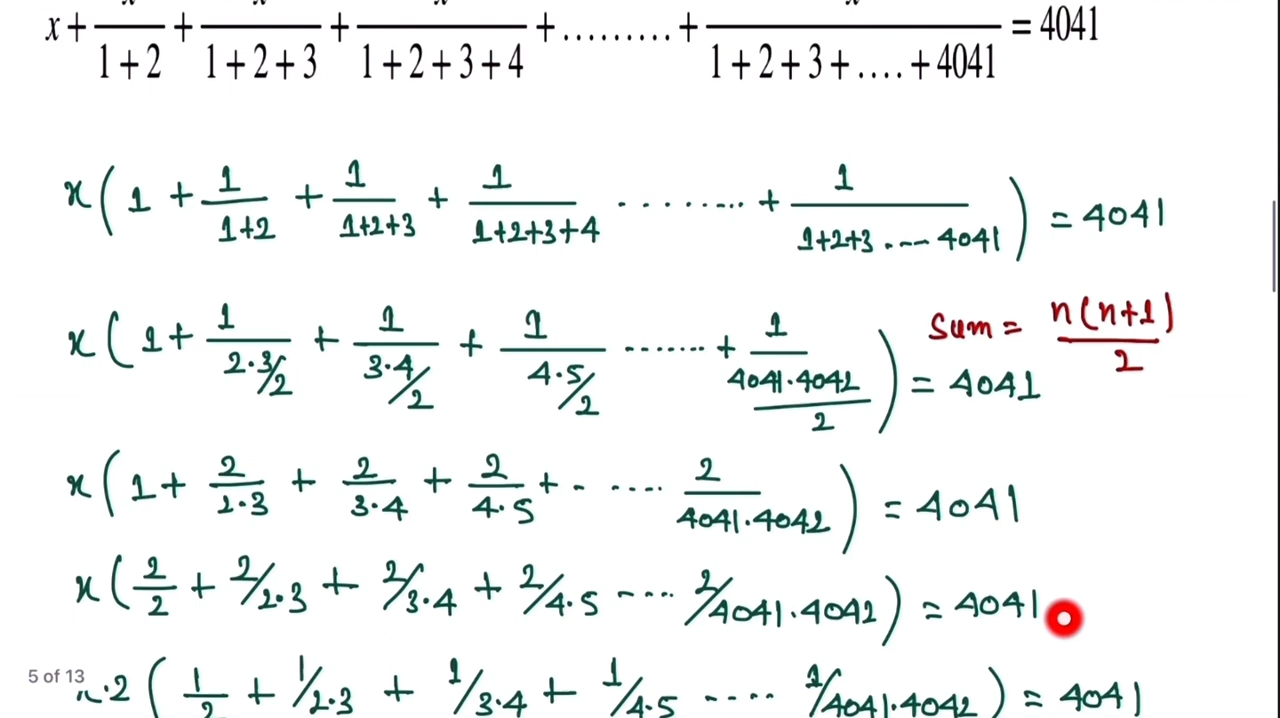 x + x/(1+2) + x/(1+2+3) + x/(1+2+3+4) + ......... + x/(1+2+3+....+4041) = 4041
x(1 + 1/(1+2) + 1/(1+2+3) + 1/(1+2+3+4) ........ + 1/(1+2+3....4041)) = 4041
Sum = n(n+1)/2
x(1 + 1/(2·3/2) + 1/(3·4/2) + 1/(4·5/2) ....... + 1/(4041·4042/2)) = 4041
x(1 + 2/2·3 + 2/3·4 + 2/4·5 + ...... 2/4041·4042) = 4041
x(2/2 + 2/2·3 + 2/3·4 + 2/4·5 ..... 2/4041·4042) = 4041
5 of 13
x·2(1/2 + 1/2·3 + 1/3·4 + 1/4·5 ..... 1/4041·4042) = 4041